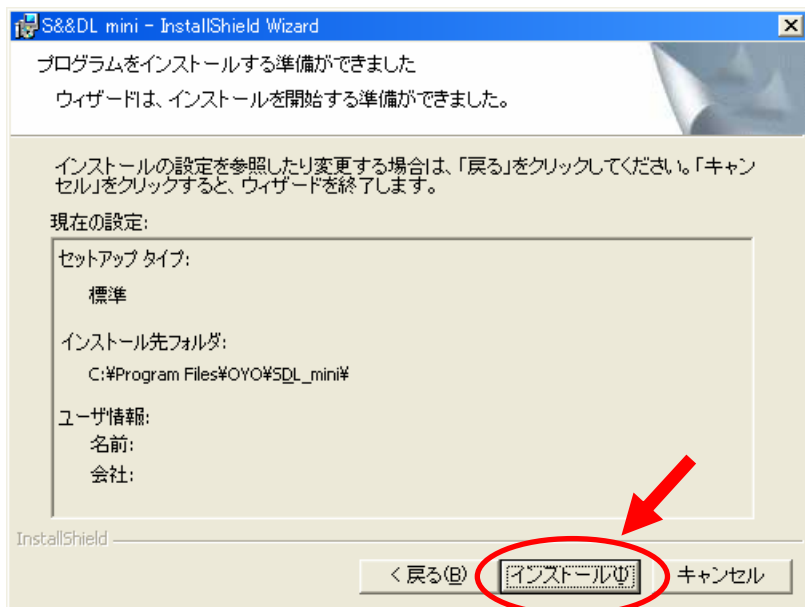 S&&DL mini - InstallShield Wizard
プログラムをインストールする準備ができました
ウィザードは、インストールを開始する準備ができました。
インストールの設定を参照したり変更する場合は、「戻る」をクリックしてください。「キャン
セル」をクリックすると、ウィザードを終了します。
現在の設定:
セットアップ タイプ:
標準
インストール先フォルダ:
C:¥Program Files¥OYO¥SDL_mini¥
ユーザ情報:
名前:
会社:
InstallShield
< 戻る(B)
インストール(I)
キャンセル